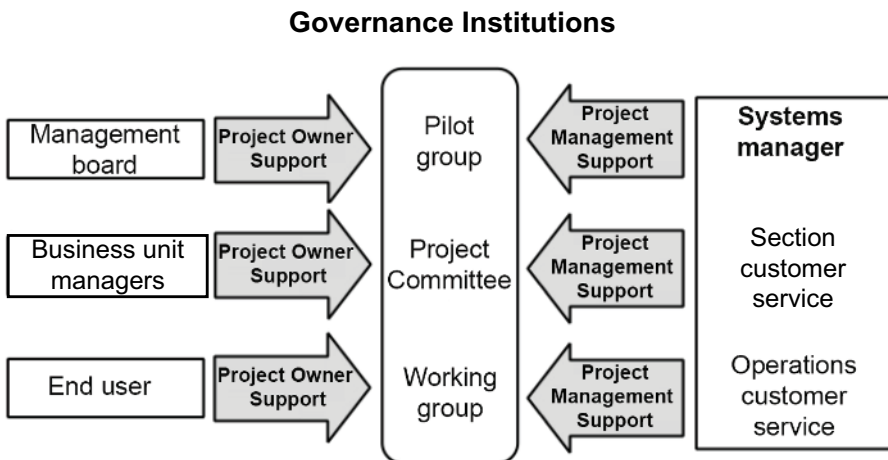 Governance Institutions
Management
board
Project Owner
Support
Pilot
group
Project
Management
Support
Systems
manager
Business unit
managers
Project Owner
Support
Project
Committee
Project
Management
Support
Section
customer
service
End user
Project Owner
Support
Working
group
Project
Management
Support
Operations
customer
service